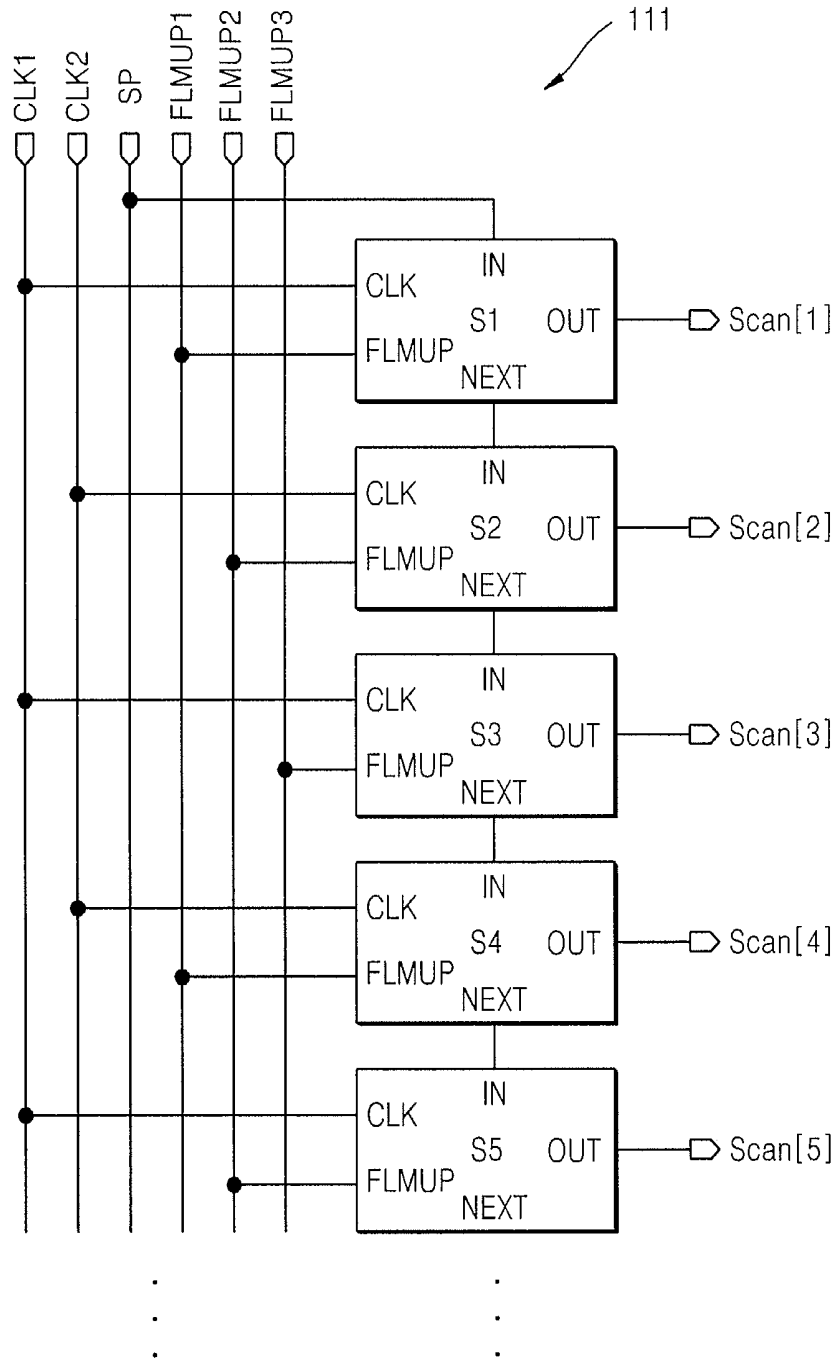 111
CLK1
CLK2
SP
FLMUP1
FLMUP2
FLMUP3
IN
CLK
S1
OUT
Scan[1]
FLMUP
NEXT
IN
CLK
S2
OUT
Scan[2]
FLMUP
NEXT
IN
CLK
S3
OUT
Scan[3]
FLMUP
NEXT
IN
CLK
S4
OUT
Scan[4]
FLMUP
NEXT
IN
CLK
S5
OUT
Scan[5]
FLMUP
NEXT